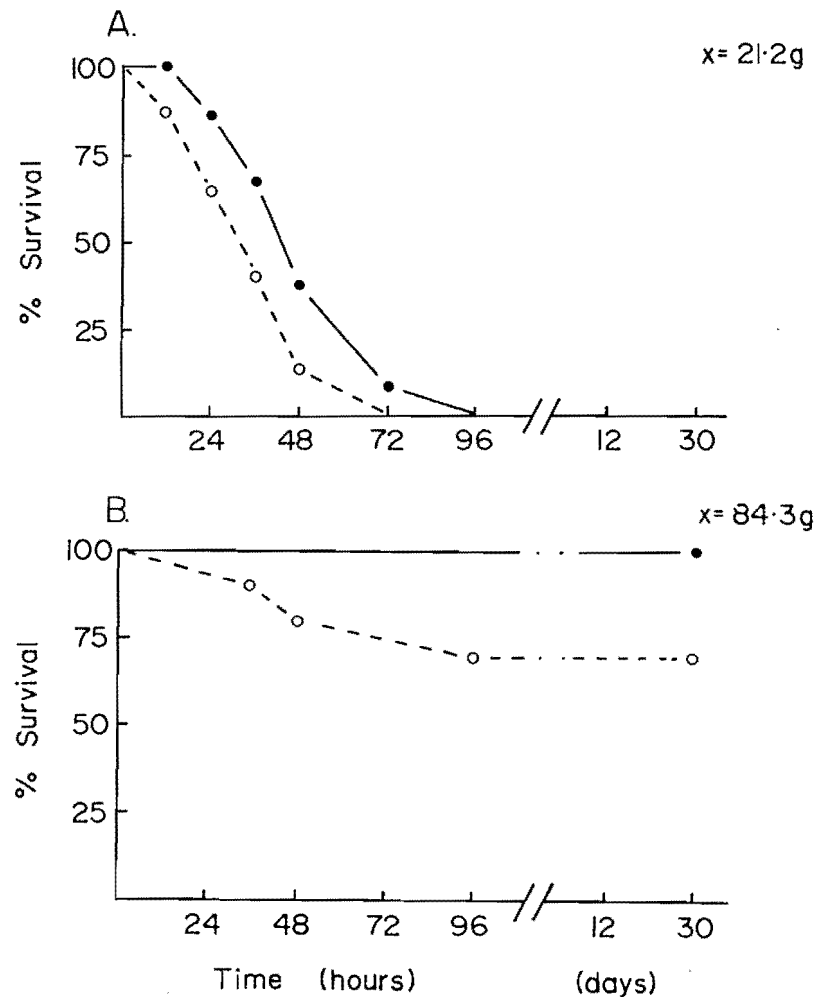 A.
x= 21·2g
100
75
50
25
% Survival
24 48 72 96 12 30
B.
x= 84·3g
100
75
50
25
% Survival
24 48 72 96 12 30
Time (hours) (days)